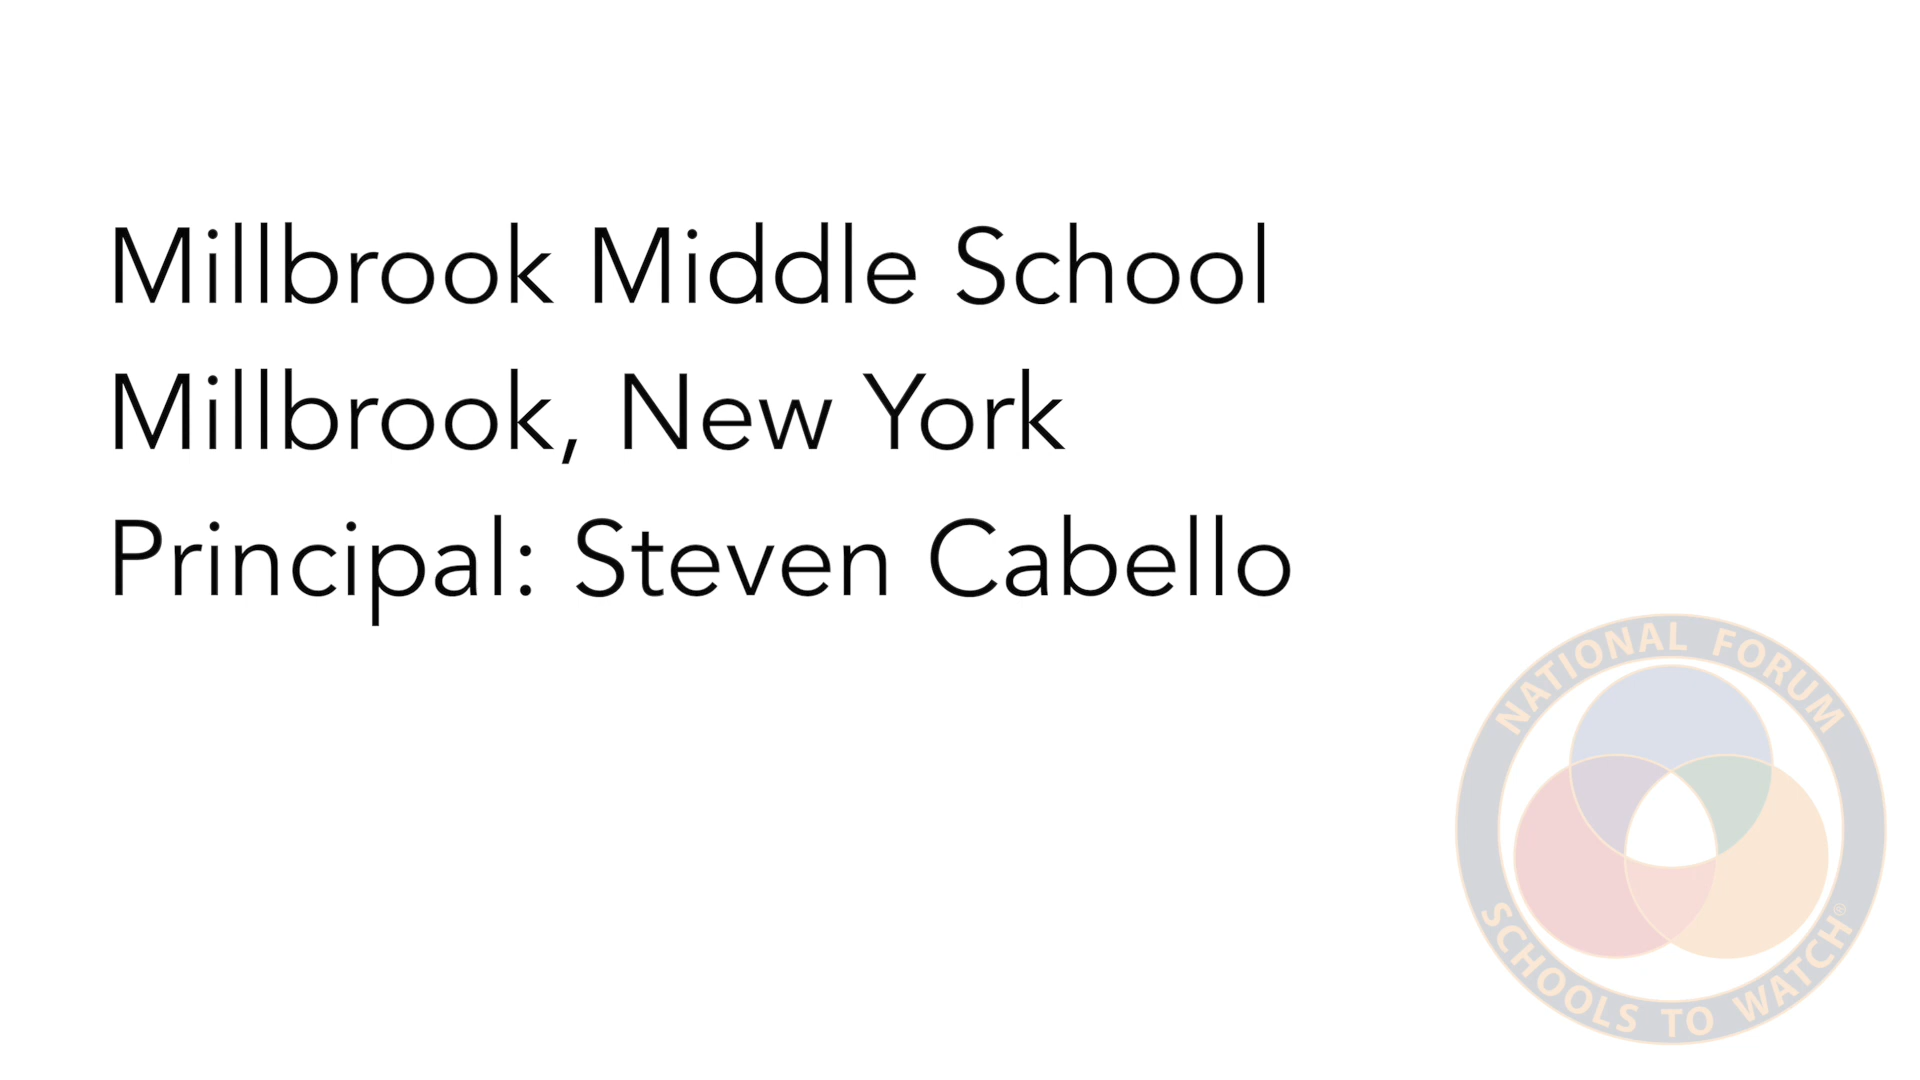 Millbrook Middle School
Millbrook, New York
Principal: Steven Cabello
NATIONAL FORUM
SCHOOLS TO WATCH®